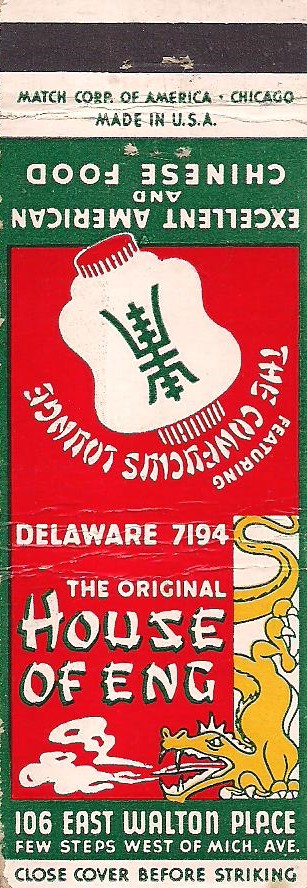 MATCH CORP. OF AMERICA · CHICAGO
MADE IN U.S.A.
EXCELLENT AMERICAN
AND
CHINESE FOOD
FEATURING
THE CONFUCIUS LOUNGE
DELAWARE 7194
THE ORIGINAL
HOUSE
OF ENG
106 EAST WALTON PLACE
FEW STEPS WEST OF MICH. AVE.
CLOSE COVER BEFORE STRIKING